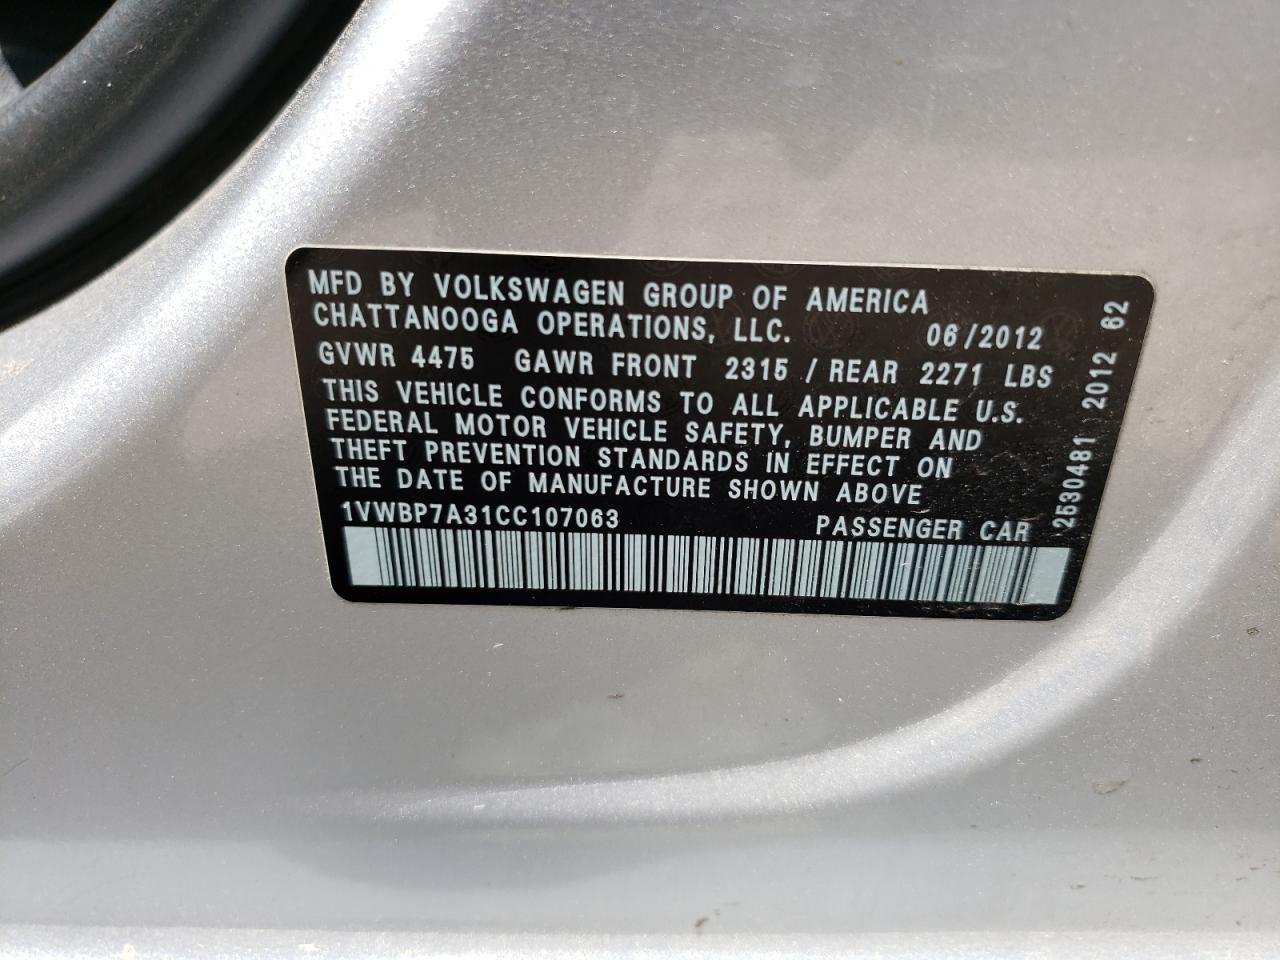 MFD BY VOLKSWAGEN GROUP OF AMERICA
CHATTANOOGA OPERATIONS, LLC. 06/2012
GVWR 4475 GAWR FRONT 2315 / REAR 2271 LBS
THIS VEHICLE CONFORMS TO ALL APPLICABLE U.S.
FEDERAL MOTOR VEHICLE SAFETY, BUMPER AND
THEFT PREVENTION STANDARDS IN EFFECT ON
THE DATE OF MANUFACTURE SHOWN ABOVE
1VWBP7A31CC107063 PASSENGER CAR
2530481 2012 62